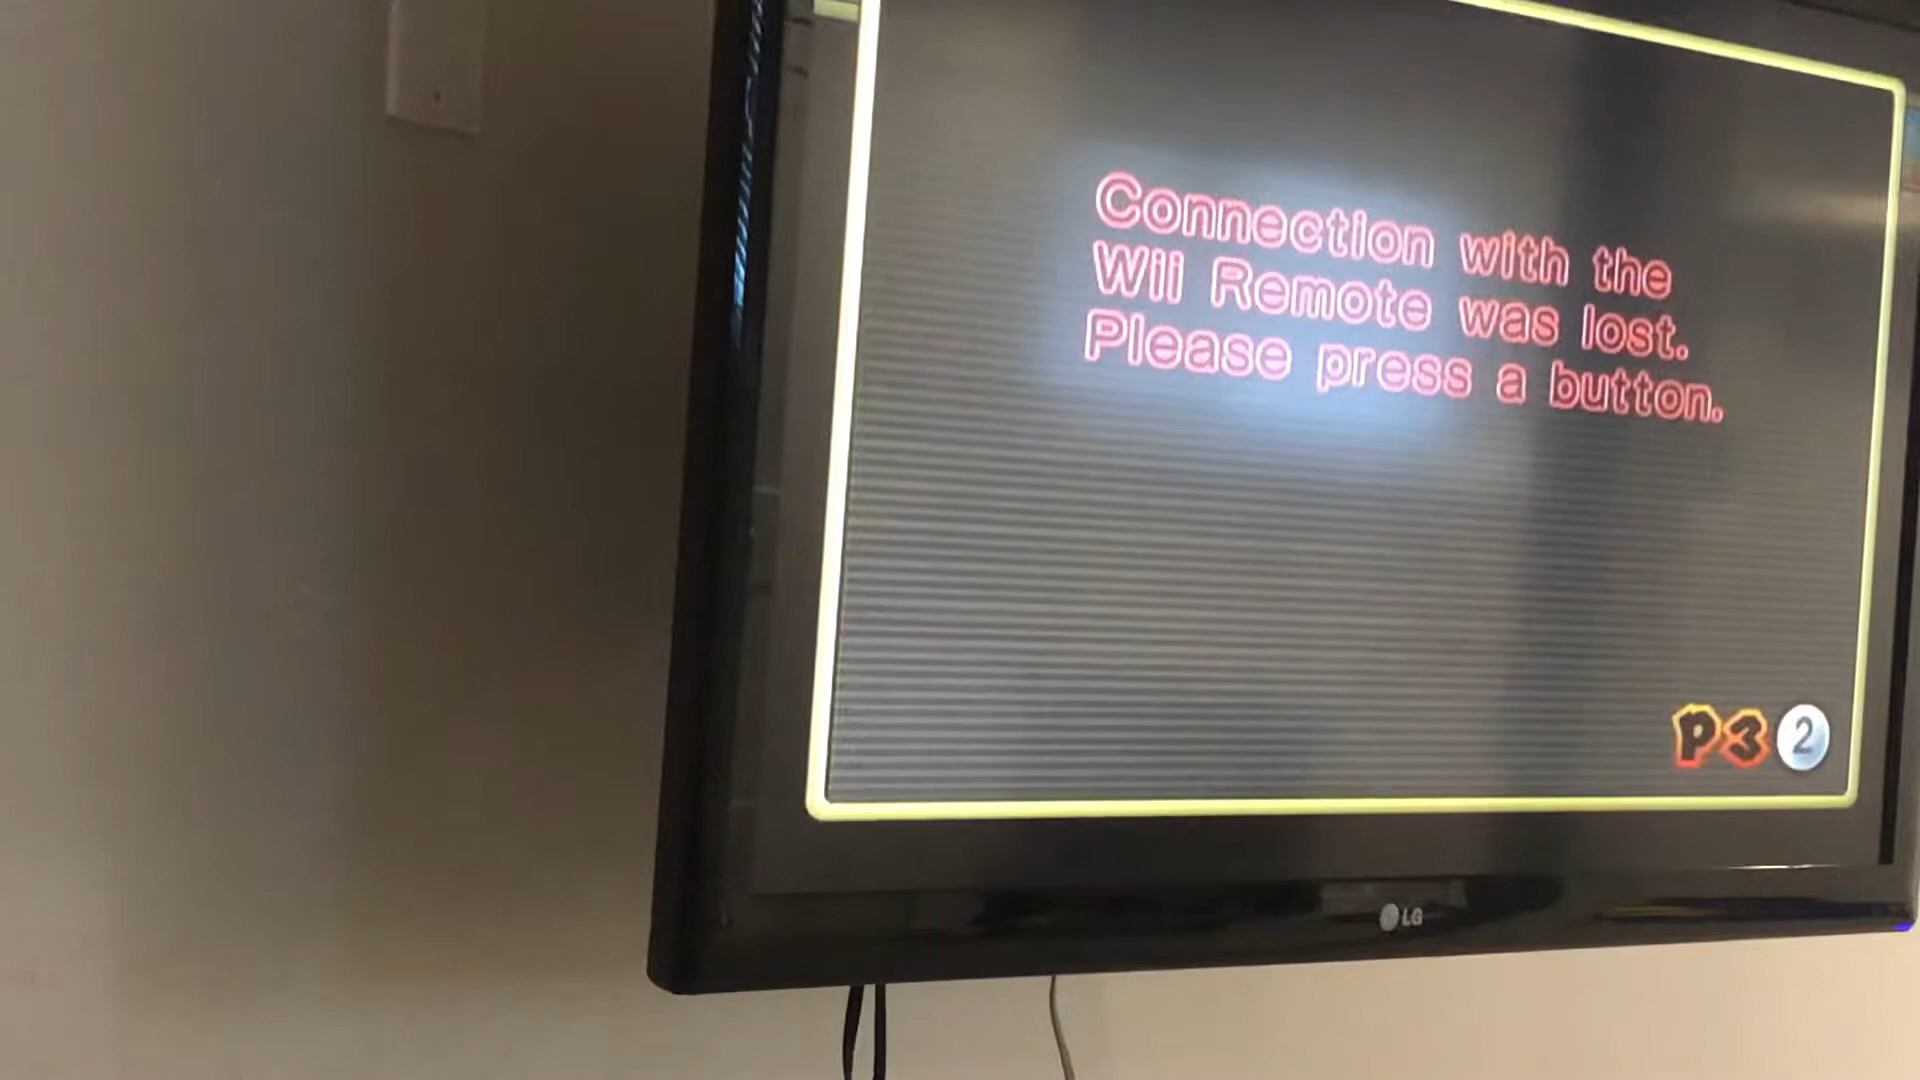 Connection with the
Wii Remote was lost.
Please press a button.
P3 2
LG